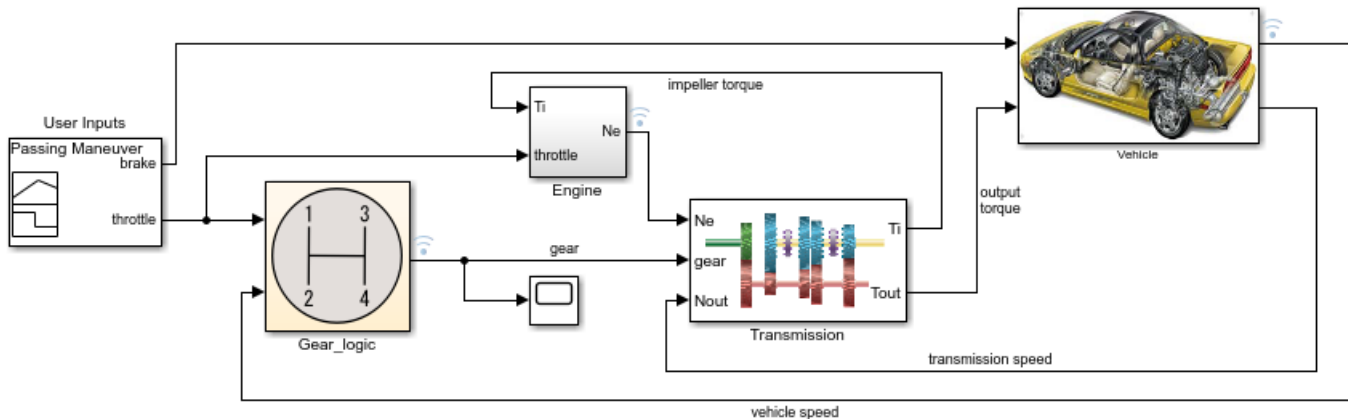 User Inputs
Passing Maneuver
brake
throttle
1 3
2 4
Gear_logic
gear
impeller torque
Ti
Ne
throttle
Engine
Ne
gear
Nout
Ti
Tout
Transmission
output
torque
Vehicle
transmission speed
vehicle speed